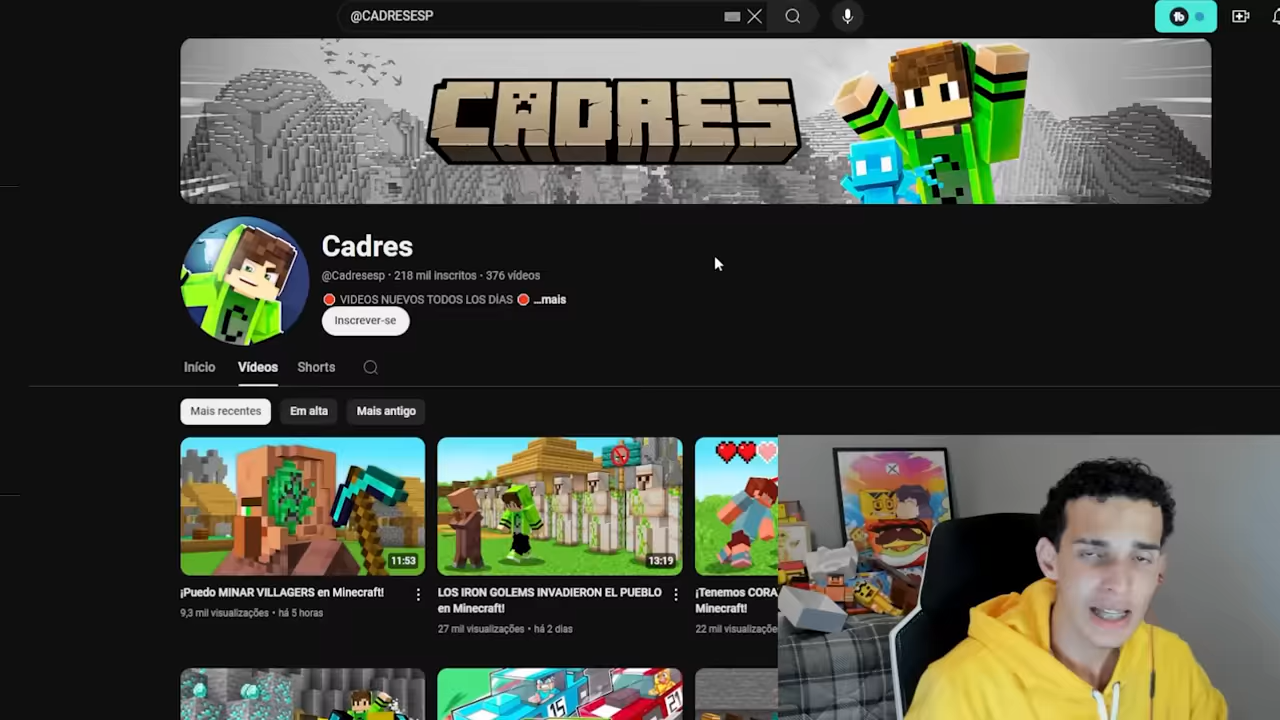 @CADRESESP
CADRES
Cadres
@Cadresesp · 218 mil inscritos · 376 vídeos
VIDEOS NUEVOS TODOS LOS DÍAS ...mais
Inscrever-se
Início Vídeos Shorts
Mais recentes Em alta Mais antigo
11:53 13:19
¡Puedo MINAR VILLAGERS en Minecraft! LOS IRON GOLEMS INVADIERON EL PUEBLO ¡Tenemos CORA
en Minecraft! Minecraft!
9,3 mil visualizações · há 5 horas
27 mil visualizações · há 2 dias 22 mil visualizaçõe
15 21